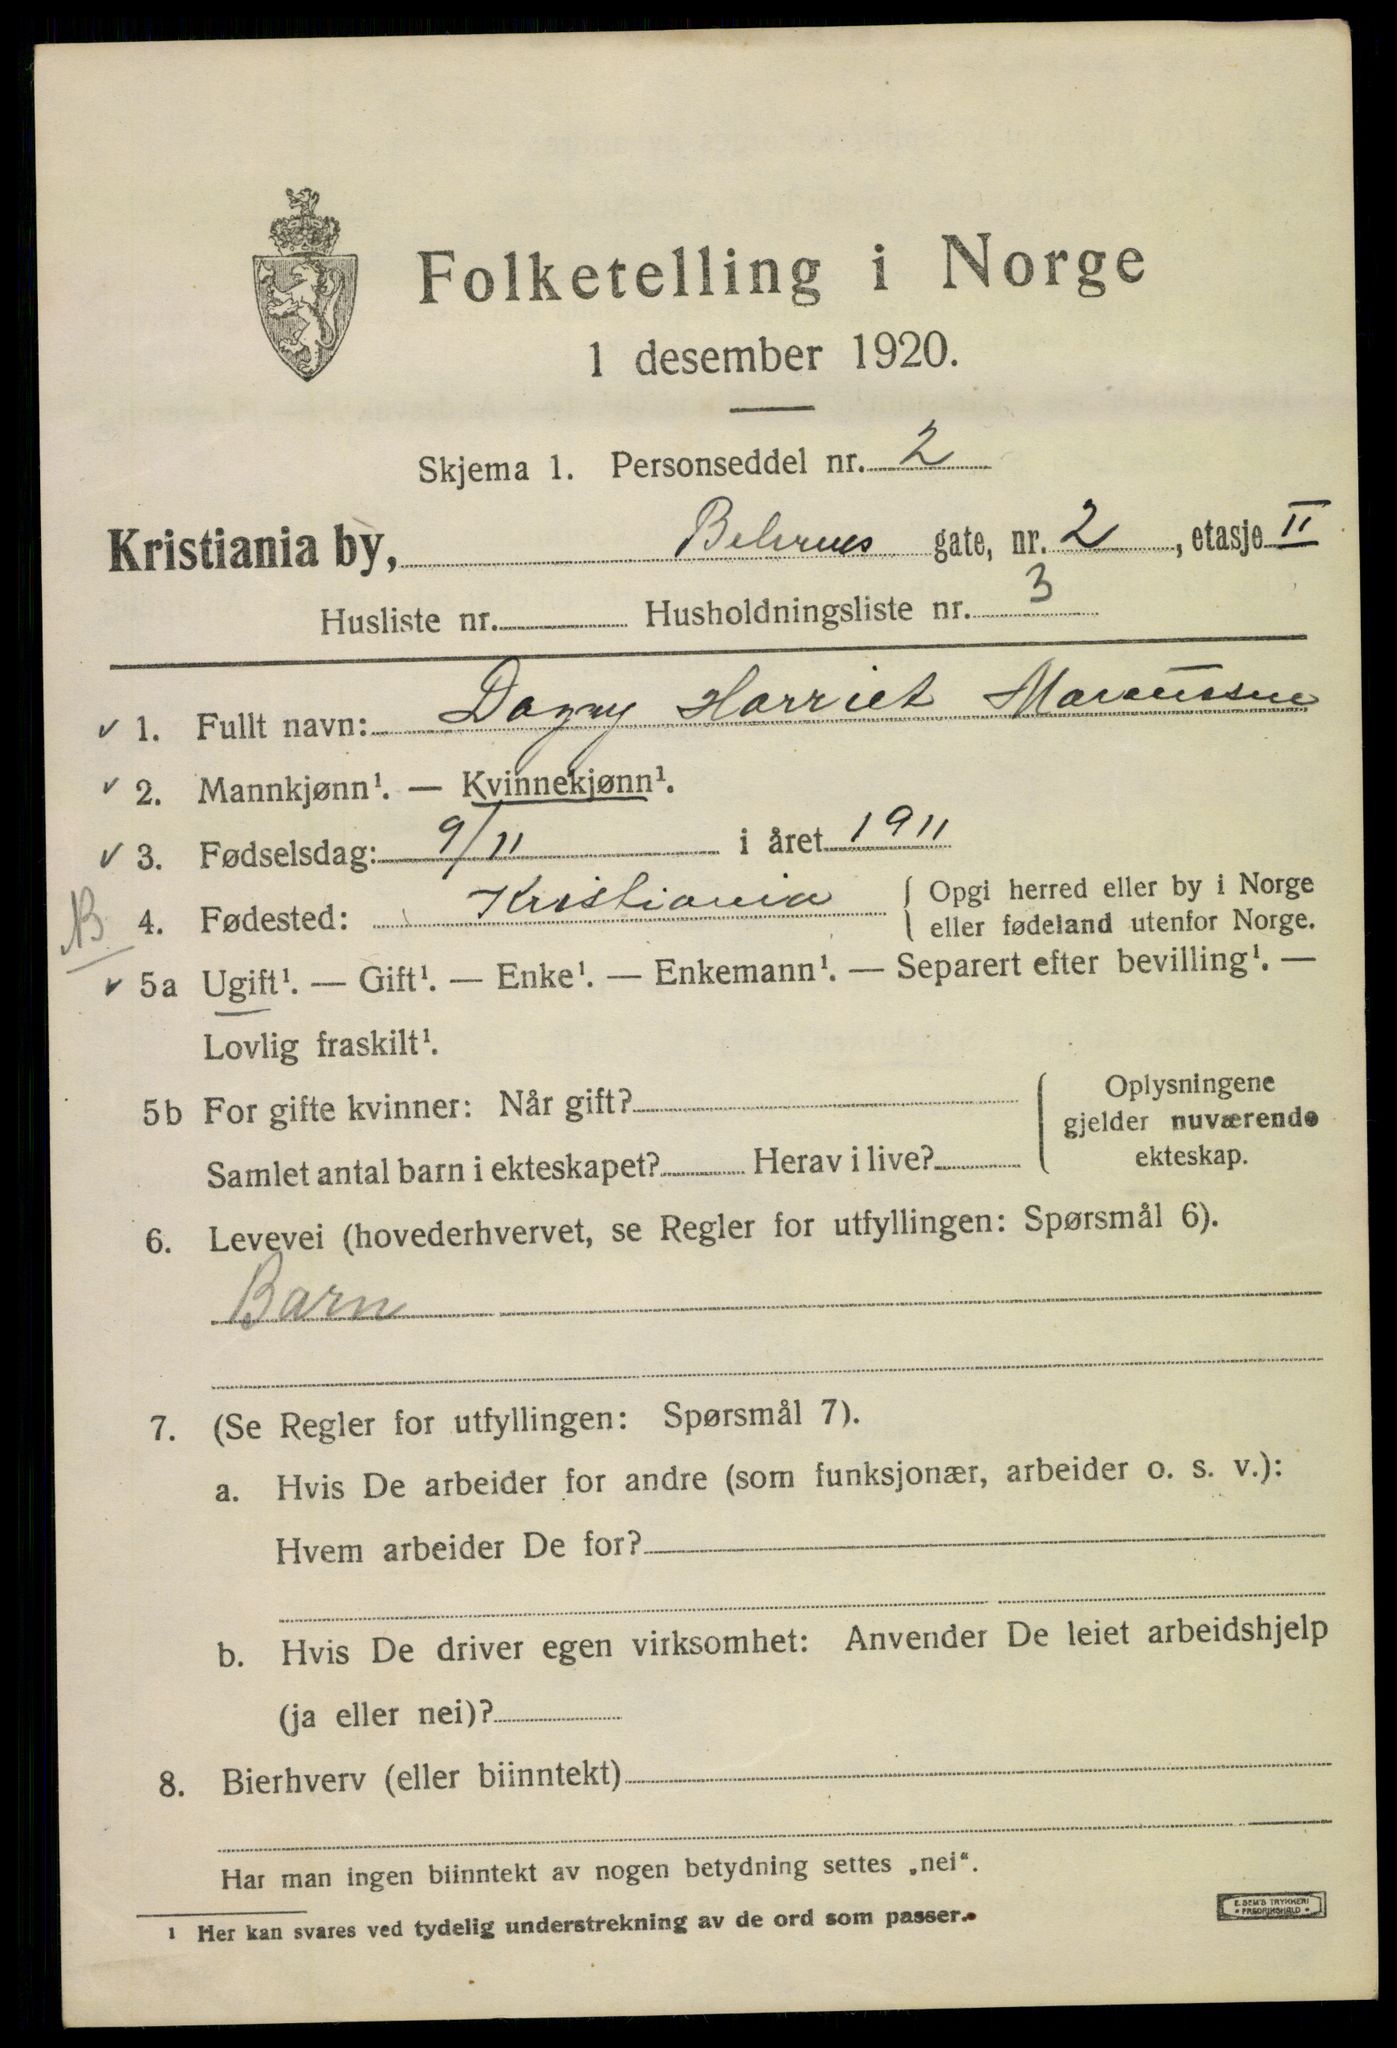 Folketelling i Norge
1 desember 1920.
Skjema 1. Personseddel nr. 2
Kristiania by, Behrens gate, nr. 2, etasje II
Husliste nr. Husholdningsliste nr. 3
✓ 1. Fullt navn: Dagny Harriet
✓ 2. Mannkjønn¹. — Kvinnekjønn¹.
✓ 3. Fødselsdag: 9/11 i året 1911
4. Fødested: Kristiania { Opgi herred eller by i Norge
eller fødeland utenfor Norge.
✓ 5a Ugift¹. — Gift¹. — Enke¹. — Enkemann¹. — Separert efter bevilling¹. —
Lovlig fraskilt¹.
5b For gifte kvinner: Når gift? { Oplysningene
gjelder nuværende
Samlet antal barn i ekteskapet? Herav i live? ekteskap.
6. Levevei (hovederhvervet, se Regler for utfyllingen: Spørsmål 6).
Barn
7. (Se Regler for utfyllingen: Spørsmål 7).
a. Hvis De arbeider for andre (som funksjonær, arbeider o. s. v.):
Hvem arbeider De for?
b. Hvis De driver egen virksomhet: Anvender De leiet arbeidshjelp
(ja eller nei)?
8. Bierhverv (eller biinntekt)
Har man ingen biinntekt av nogen betydning settes „nei“.
¹ Her kan svares ved tydelig understrekning av de ord som passer.
E. SEM'S TRYKKERI
• FREDRIKSHALD •